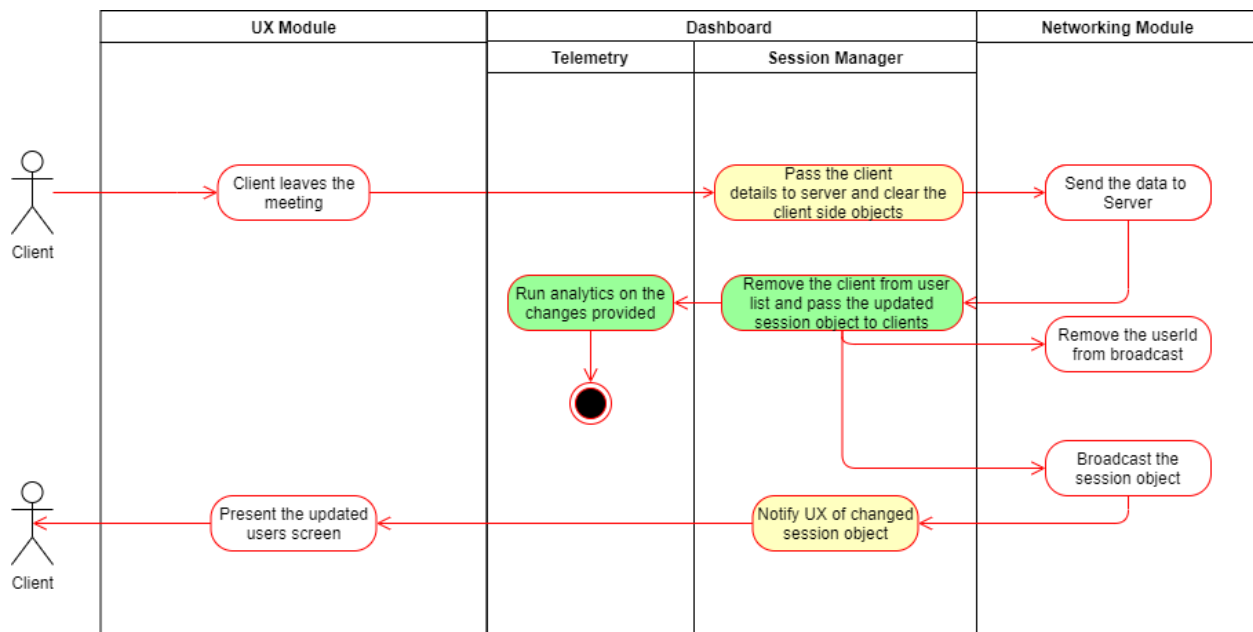 UX Module
Dashboard
Networking Module
Telemetry
Session Manager
Client
Client leaves the
meeting
Pass the client
details to server and clear the
client side objects
Send the data to
Server
Run analytics on the
changes provided
Remove the client from user
list and pass the updated
session object to clients
Remove the userId
from broadcast
Broadcast the
session object
Notify UX of changed
session object
Present the updated
users screen
Client